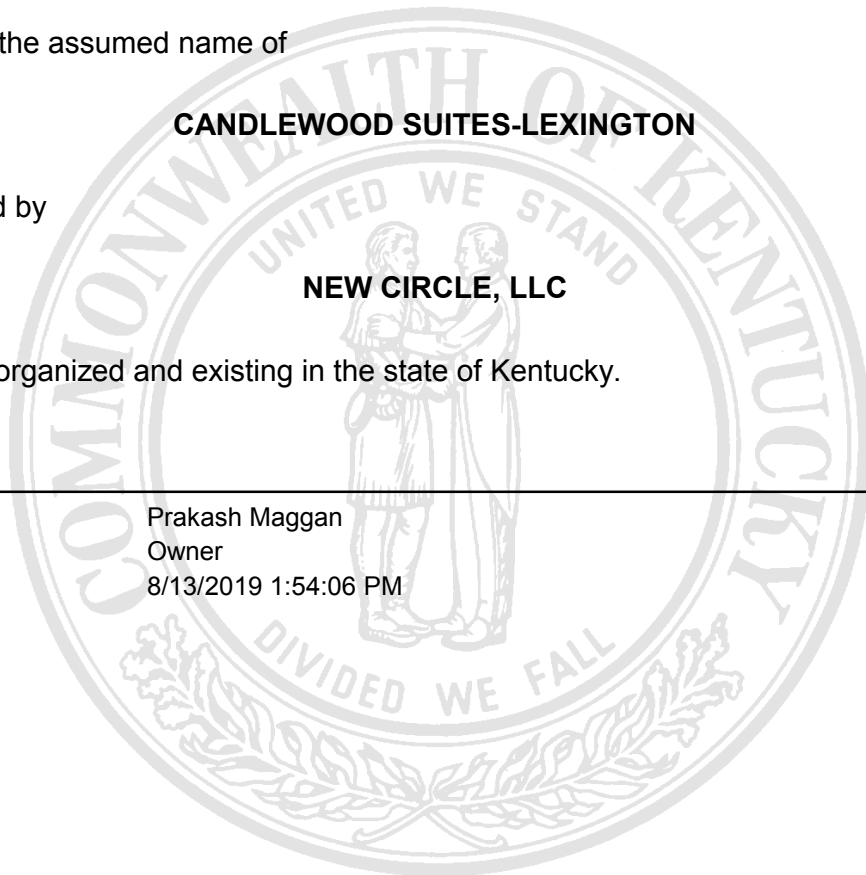 the assumed name of
CANDLEWOOD SUITES-LEXINGTON
d by
NEW CIRCLE, LLC
organized and existing in the state of Kentucky.
Prakash Maggan
Owner
8/13/2019 1:54:06 PM
COMMONWEALTH OF KENTUCKY
UNITED WE STAND
DIVIDED WE FALL